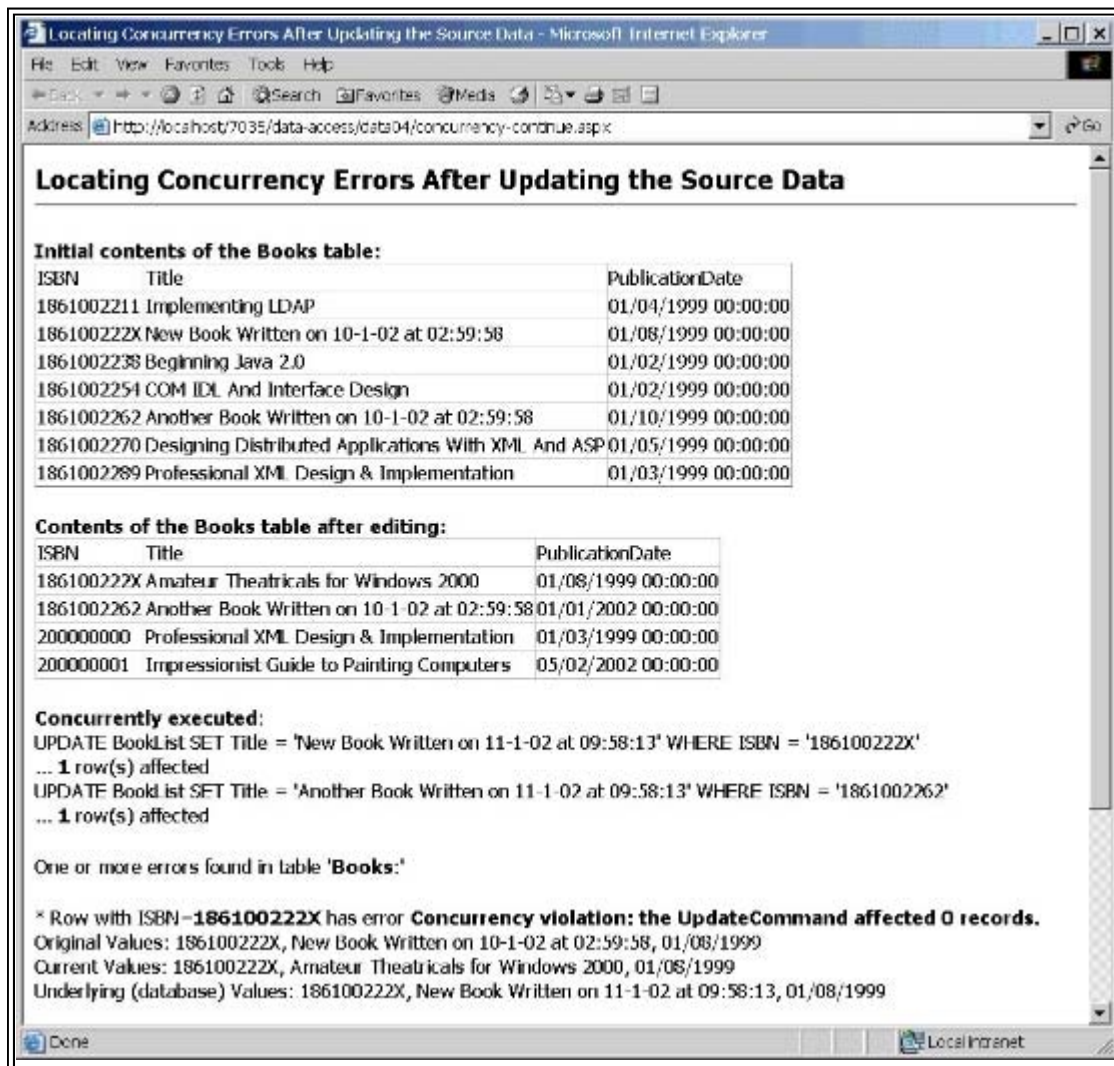 Locating Concurrency Errors After Updating the Source Data - Microsoft Internet Explorer
File Edit View Favorites Tools Help
Back Search Favorites Media
Address http://localhost/7035/data-access/data04/concurrency-continue.aspx Go
Locating Concurrency Errors After Updating the Source Data
Initial contents of the Books table:
ISBN Title PublicationDate
1861002211 Implementing LDAP 01/04/1999 00:00:00
186100222X New Book Written on 10-1-02 at 02:59:58 01/08/1999 00:00:00
1861002238 Beginning Java 2.0 01/02/1999 00:00:00
1861002254 COM IDL And Interface Design 01/02/1999 00:00:00
1861002262 Another Book Written on 10-1-02 at 02:59:58 01/10/1999 00:00:00
1861002270 Designing Distributed Applications With XML And ASP 01/05/1999 00:00:00
1861002289 Professional XML Design & Implementation 01/03/1999 00:00:00
Contents of the Books table after editing:
ISBN Title PublicationDate
186100222X Amateur Theatricals for Windows 2000 01/08/1999 00:00:00
1861002262 Another Book Written on 10-1-02 at 02:59:58 01/01/2002 00:00:00
200000000 Professional XML Design & Implementation 01/03/1999 00:00:00
200000001 Impressionist Guide to Painting Computers 05/02/2002 00:00:00
Concurrently executed:
UPDATE BookList SET Title = 'New Book Written on 11-1-02 at 09:58:13' WHERE ISBN = '186100222X'
... 1 row(s) affected
UPDATE BookList SET Title = 'Another Book Written on 11-1-02 at 09:58:13' WHERE ISBN = '1861002262'
... 1 row(s) affected
One or more errors found in table 'Books:'
* Row with ISBN=186100222X has error Concurrency violation: the UpdateCommand affected 0 records.
Original Values: 186100222X, New Book Written on 10-1-02 at 02:59:58, 01/08/1999
Current Values: 186100222X, Amateur Theatricals for Windows 2000, 01/08/1999
Underlying (database) Values: 186100222X, New Book Written on 11-1-02 at 09:58:13, 01/08/1999
Done Local intranet